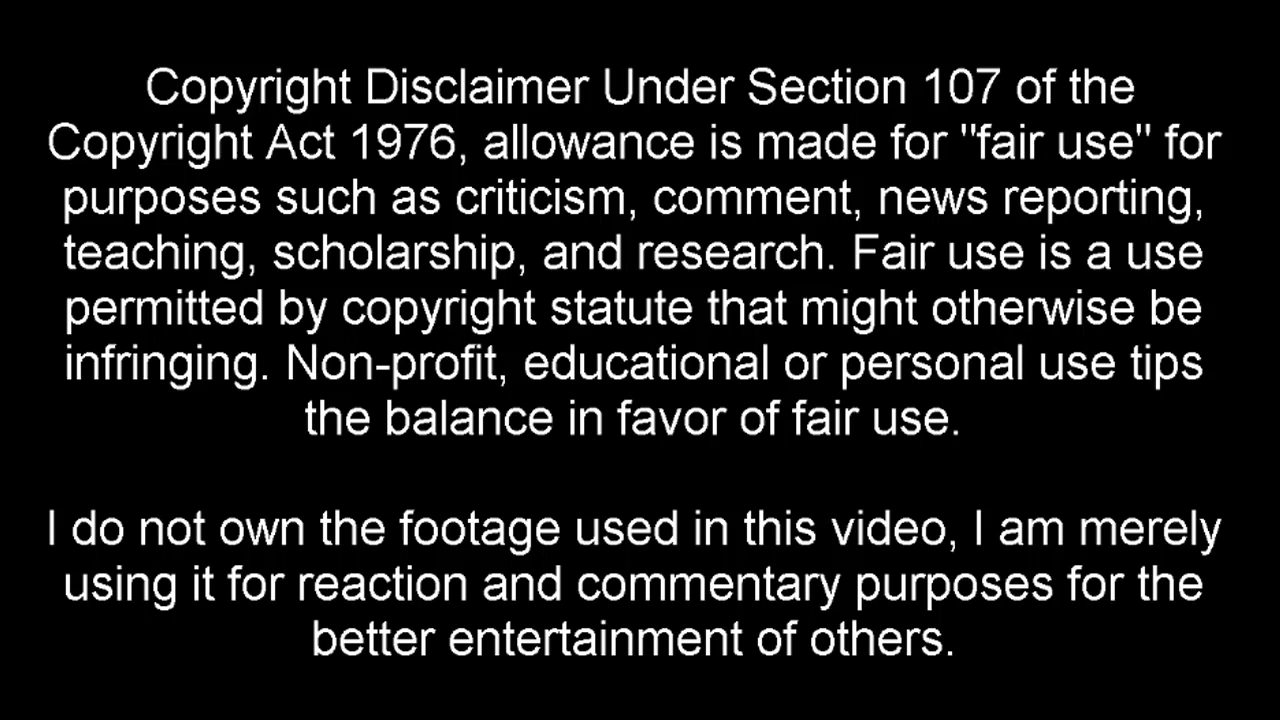 Copyright Disclaimer Under Section 107 of the
Copyright Act 1976, allowance is made for "fair use" for
purposes such as criticism, comment, news reporting,
teaching, scholarship, and research. Fair use is a use
permitted by copyright statute that might otherwise be
infringing. Non-profit, educational or personal use tips
the balance in favor of fair use.
I do not own the footage used in this video, I am merely
using it for reaction and commentary purposes for the
better entertainment of others.